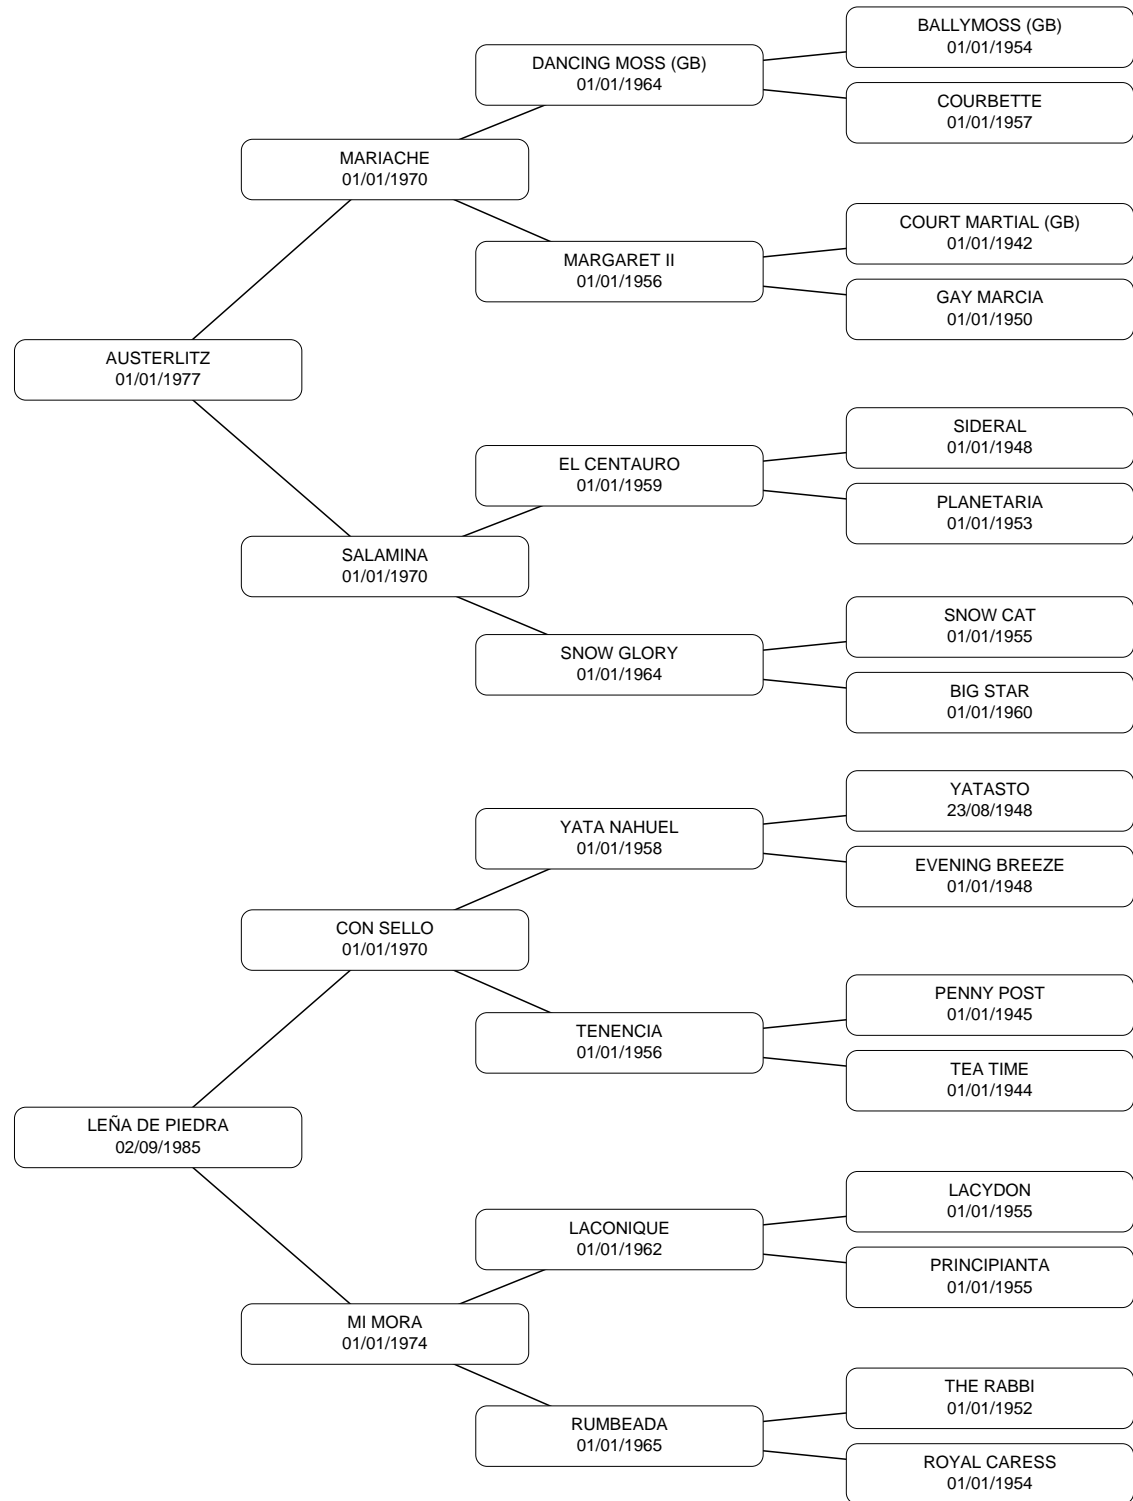 BALLYMOSS (GB)
01/01/1954
DANCING MOSS (GB)
01/01/1964
COURBETTE
01/01/1957
MARIACHE
01/01/1970
COURT MARTIAL (GB)
01/01/1942
MARGARET II
01/01/1956
GAY MARCIA
01/01/1950
AUSTERLITZ
01/01/1977
SIDERAL
01/01/1948
EL CENTAURO
01/01/1959
PLANETARIA
01/01/1953
SALAMINA
01/01/1970
SNOW CAT
01/01/1955
SNOW GLORY
01/01/1964
BIG STAR
01/01/1960
YATASTO
23/08/1948
YATA NAHUEL
01/01/1958
EVENING BREEZE
01/01/1948
CON SELLO
01/01/1970
PENNY POST
01/01/1945
TENENCIA
01/01/1956
TEA TIME
01/01/1944
LEÑA DE PIEDRA
02/09/1985
LACYDON
01/01/1955
LACONIQUE
01/01/1962
PRINCIPIANTA
01/01/1955
MI MORA
01/01/1974
THE RABBI
01/01/1952
RUMBEADA
01/01/1965
ROYAL CARESS
01/01/1954